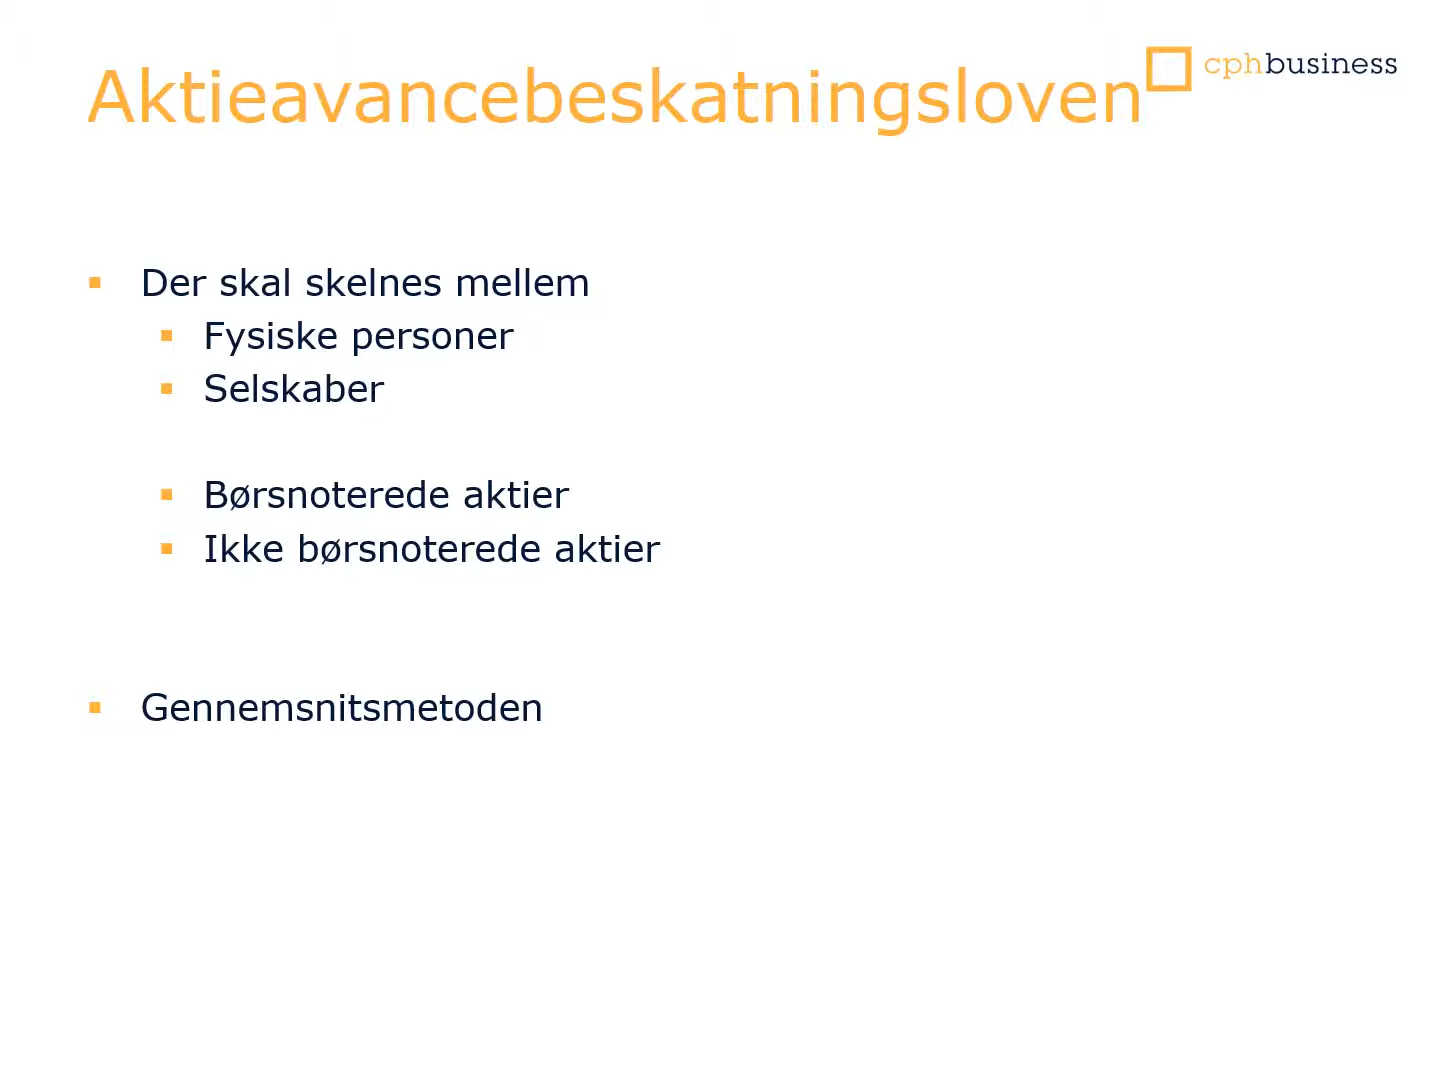 Aktieavancebeskatningsloven
cphbusiness
Der skal skelnes mellem
Fysiske personer
Selskaber
Børsnoterede aktier
Ikke børsnoterede aktier
Gennemsnitsmetoden